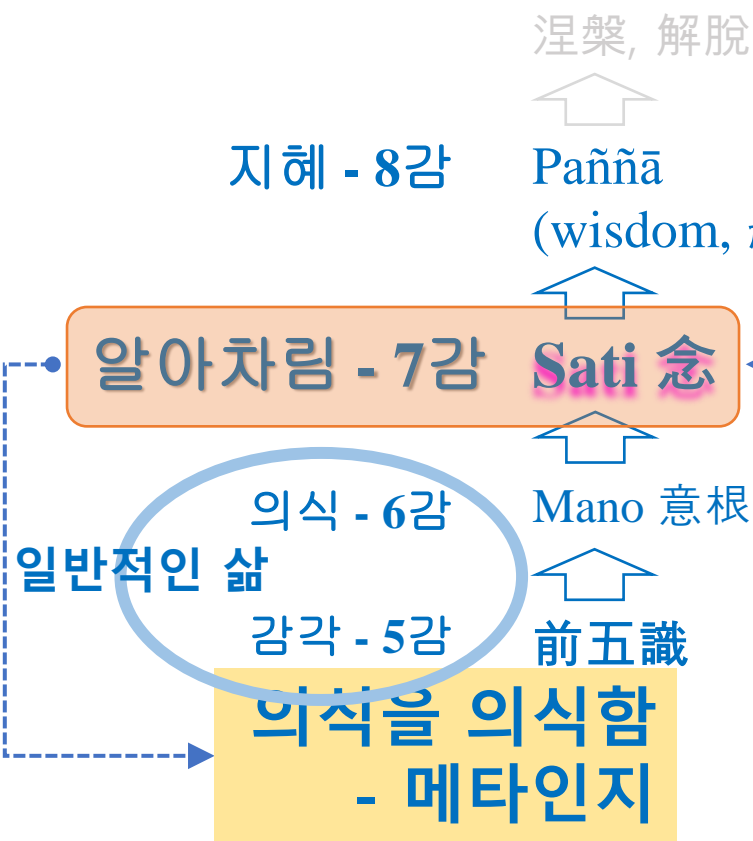 涅槃, 解脫
지혜 - 8감 Paññā
(wisdom,
알아차림 - 7감 Sati 念
의식 - 6감 Mano 意根
일반적인 삶
감각 - 5감 前五識
의식을 의식함
- 메타인지